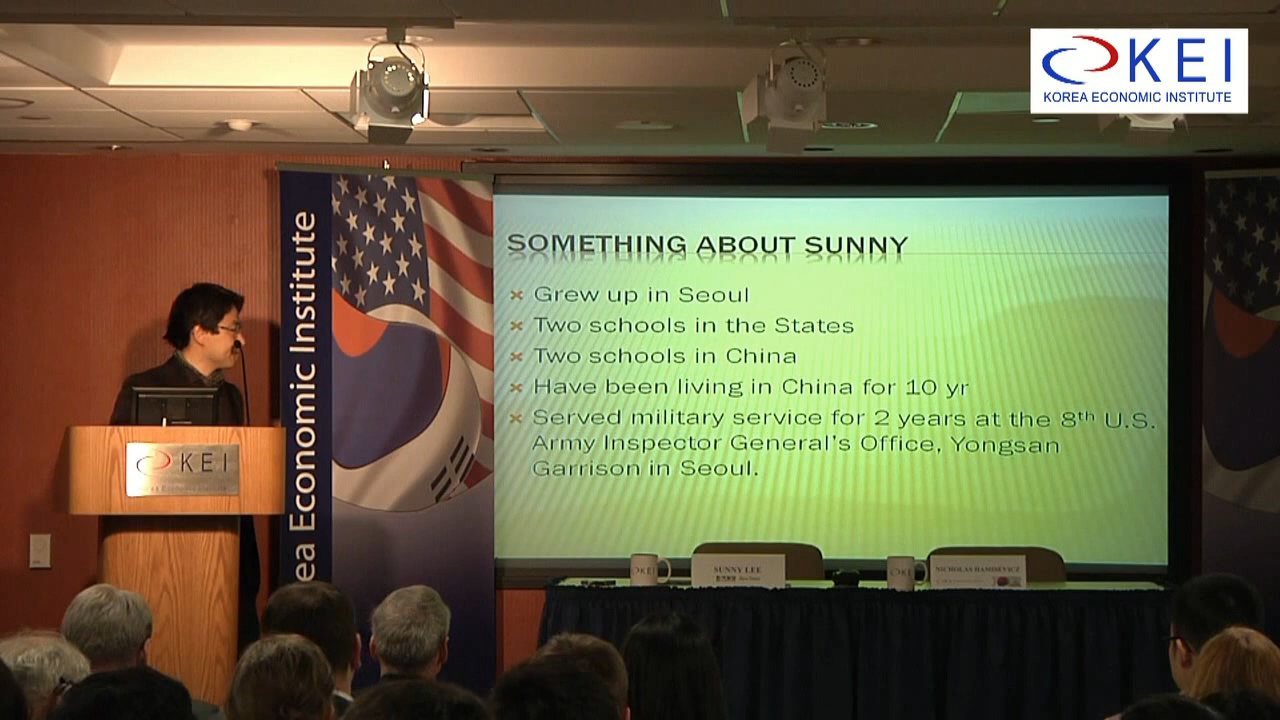 KEI
KOREA ECONOMIC INSTITUTE
ea Economic Institute
SOMETHING ABOUT SUNNY
Grew up in Seoul
Two schools in the States
Two schools in China
Have been living in China for 10 yr
Served military service for 2 years at the 8th U.S.
Army Inspector General's Office, Yongsan
Garrison in Seoul.
KEI
KEI
SUNNY LEE
KEI
NICHOLAS HAMISEVICZ